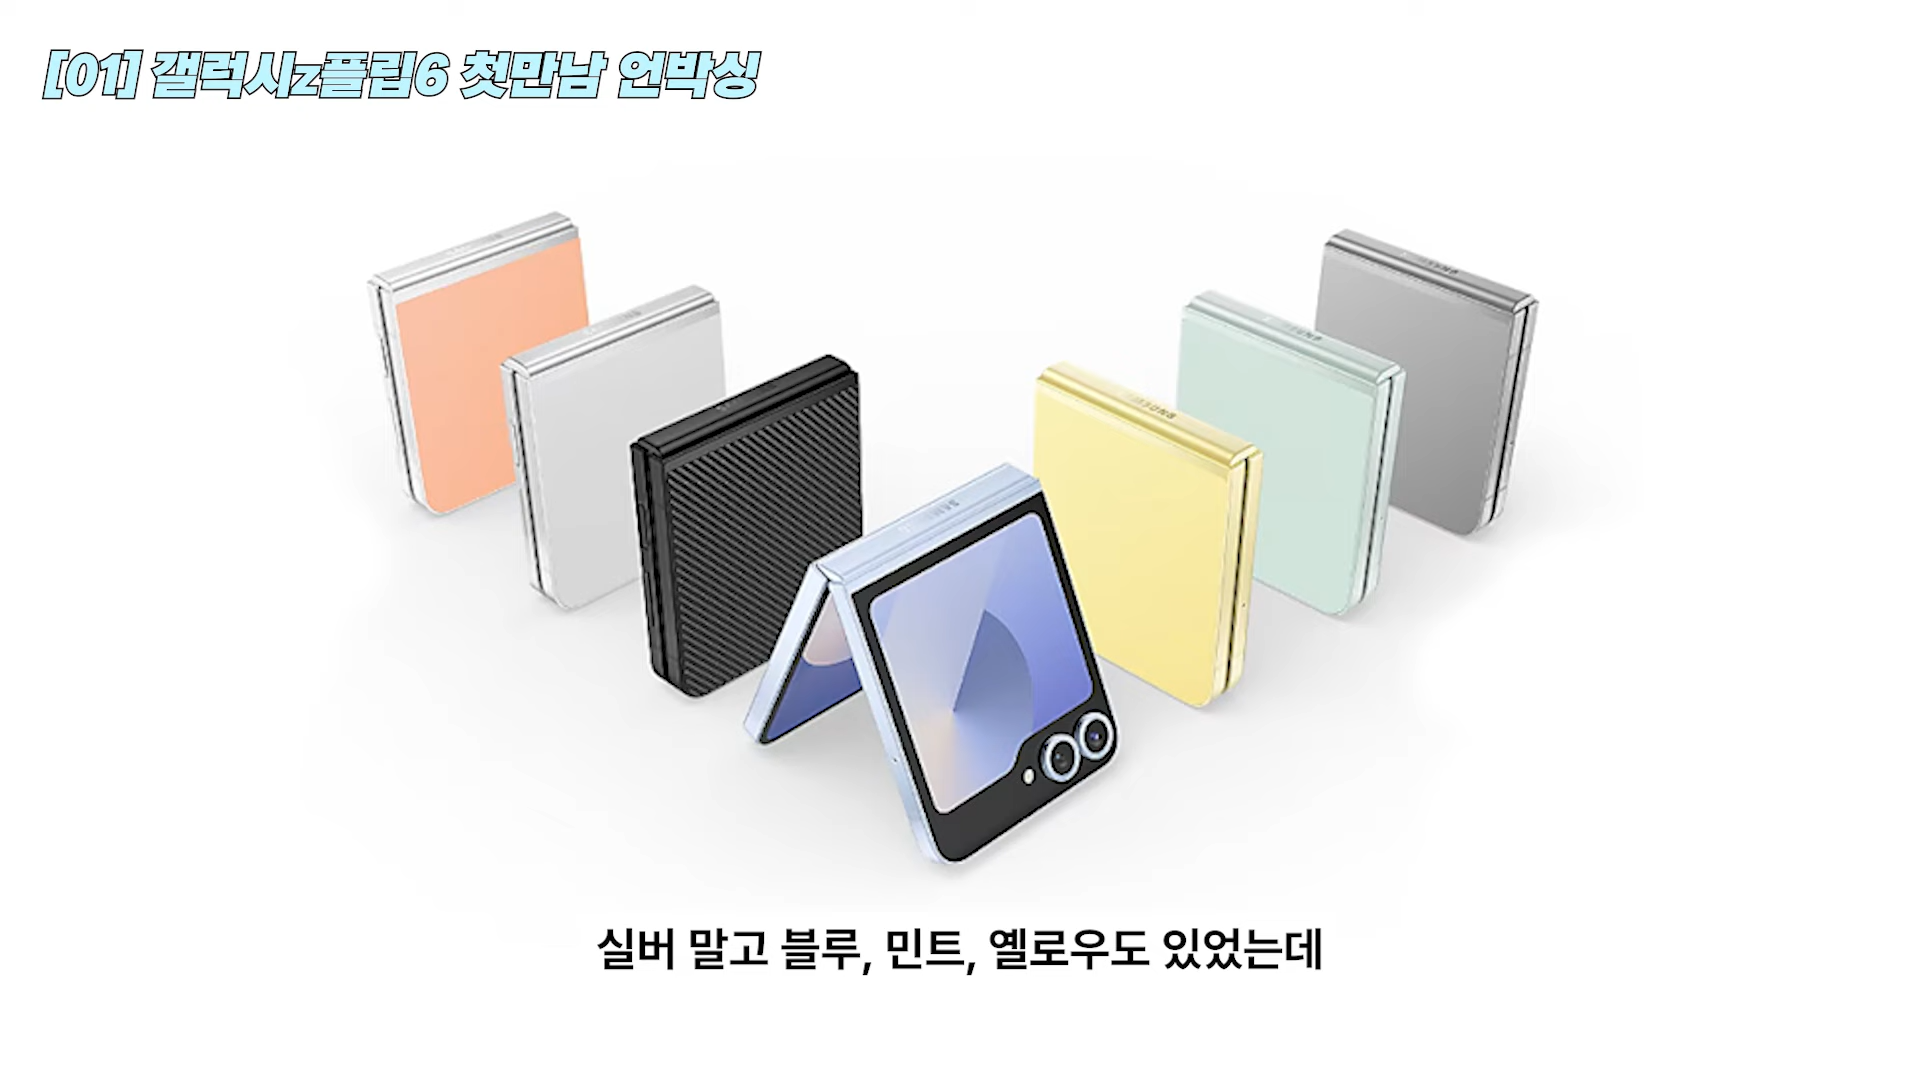 [01] 갤럭시z플립6 첫만남 언박싱
SAMSUNG
실버 말고 블루, 민트, 옐로우도 있었는데